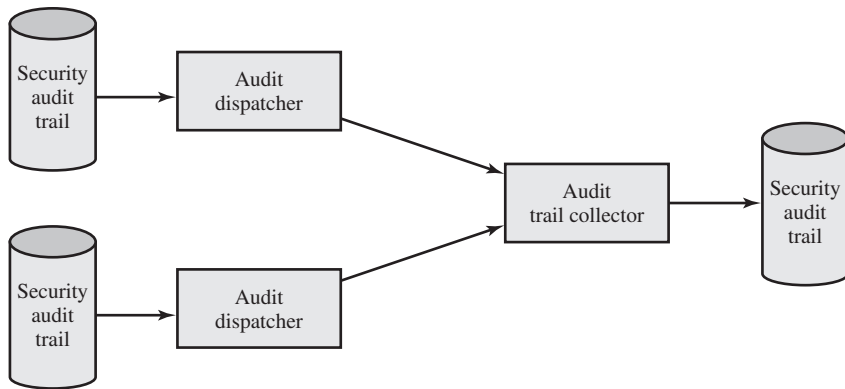 Security
audit
trail
Audit
dispatcher
Audit
trail collector
Security
audit
trail
Security
audit
trail
Audit
dispatcher